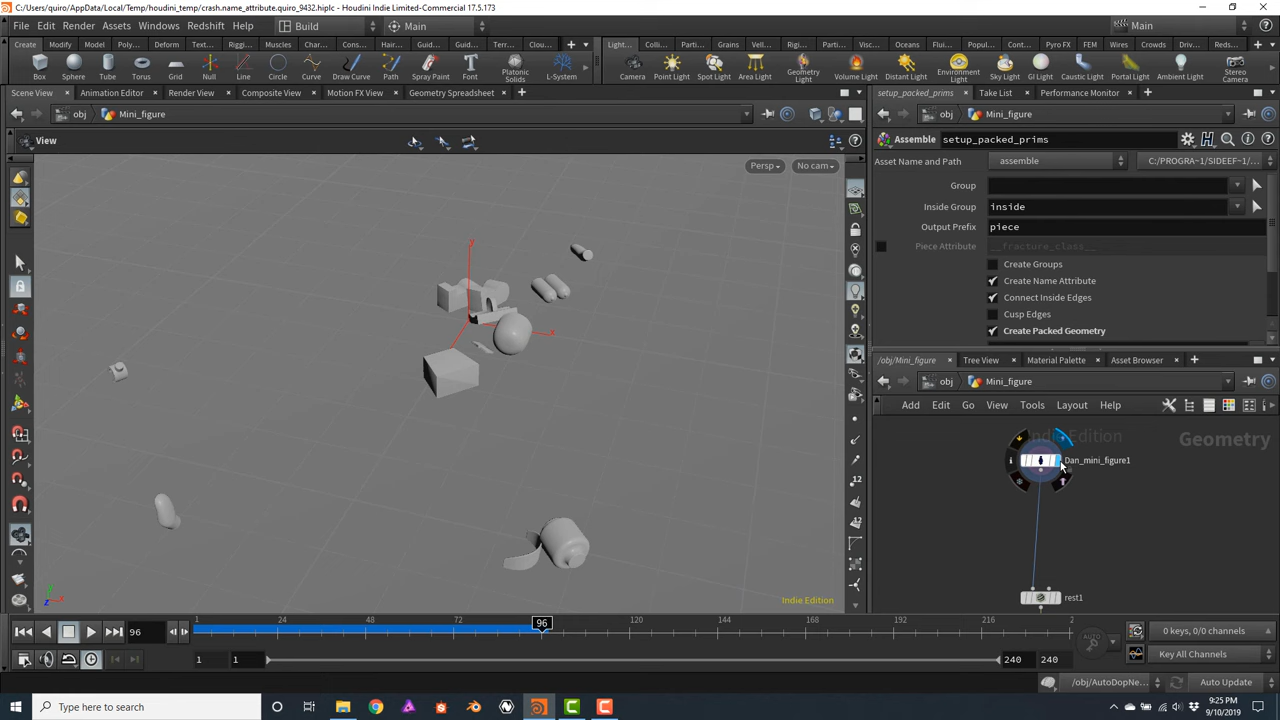 C:/Users/quiro/AppData/Local/Temp/houdini_temp/crash.name_attribute.quiro_9432.hiplc - Houdini Indie Limited-Commercial 17.5.173
File Edit Render Assets Windows Redshift Help Build Main Main
Create Modify Model Poly... Deform Text... Riggi... Muscles Char... Cons... Hair... Guid... Guid... Terr... Clou... Light... Colli... Parti... Grains Vell... Rigi... Parti... Visc... Oceans Flui... Popul... Cont... Pyro FX FEM Wires Crowds Driv... Reds...
Box Sphere Tube Torus Grid Null Line Circle Curve Draw Curve Path Spray Paint Font Platonic Solids L-System Camera Point Light Spot Light Area Light Geometry Light Volume Light Distant Light Environment Light Sky Light GI Light Caustic Light Portal Light Ambient Light Stereo Camera
Scene View Animation Editor Render View Composite View Motion FX View Geometry Spreadsheet setup_packed_prims Take List Performance Monitor
obj Mini_figure obj Mini_figure
View
Persp No cam
Assemble setup_packed_prims
Asset Name and Path assemble C:/PROGRA~1/SIDEEF~1/...
Group
Inside Group inside
Output Prefix piece
Piece Attribute __fracture_class__
Create Groups
Create Name Attribute
Connect Inside Edges
Cusp Edges
Create Packed Geometry
/obj/Mini_figure Tree View Material Palette Asset Browser
obj Mini_figure
Add Edit Go View Tools Layout Help
Indie Edition
Geometry
Dan_mini_figure1
rest1
y
x
y
z x
Indie Edition
96 1 24 48 72 96 120 144 168 192 216 2
1 1 240 240
0 keys, 0/0 channels
Key All Channels
AUTO
/obj/AutoDopNe... Auto Update
Type here to search
9:25 PM
9/10/2019